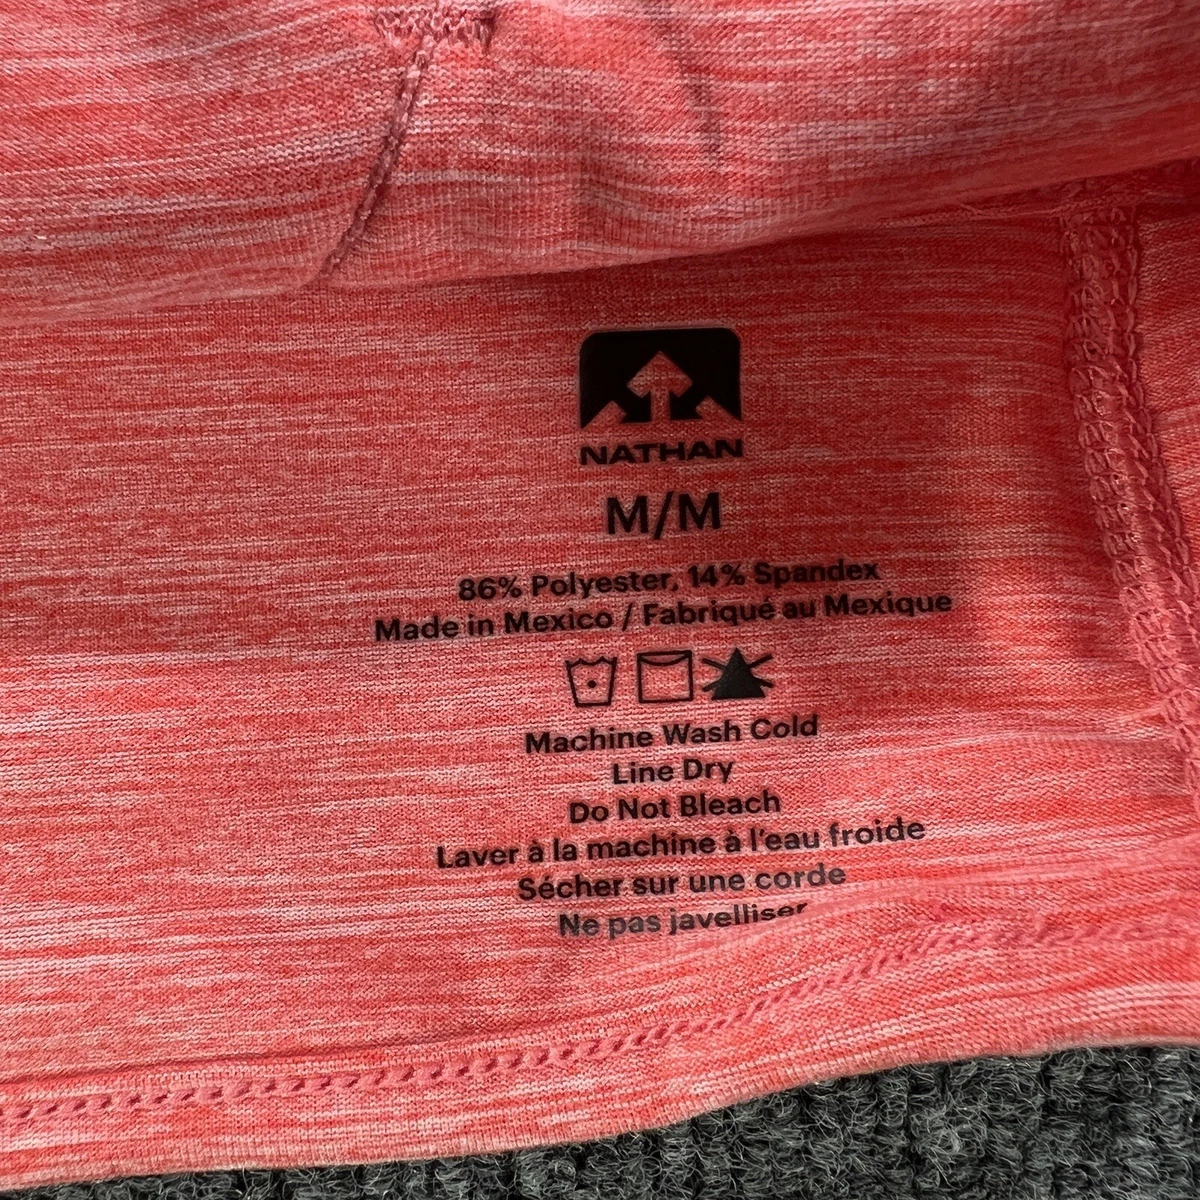 NATHAN
M/M
86% Polyester, 14% Spandex
Made in Mexico / Fabriqué au Mexique
Machine Wash Cold
Line Dry
Do Not Bleach
Laver à la machine à l'eau froide
Sécher sur une corde
Ne pas javelliser